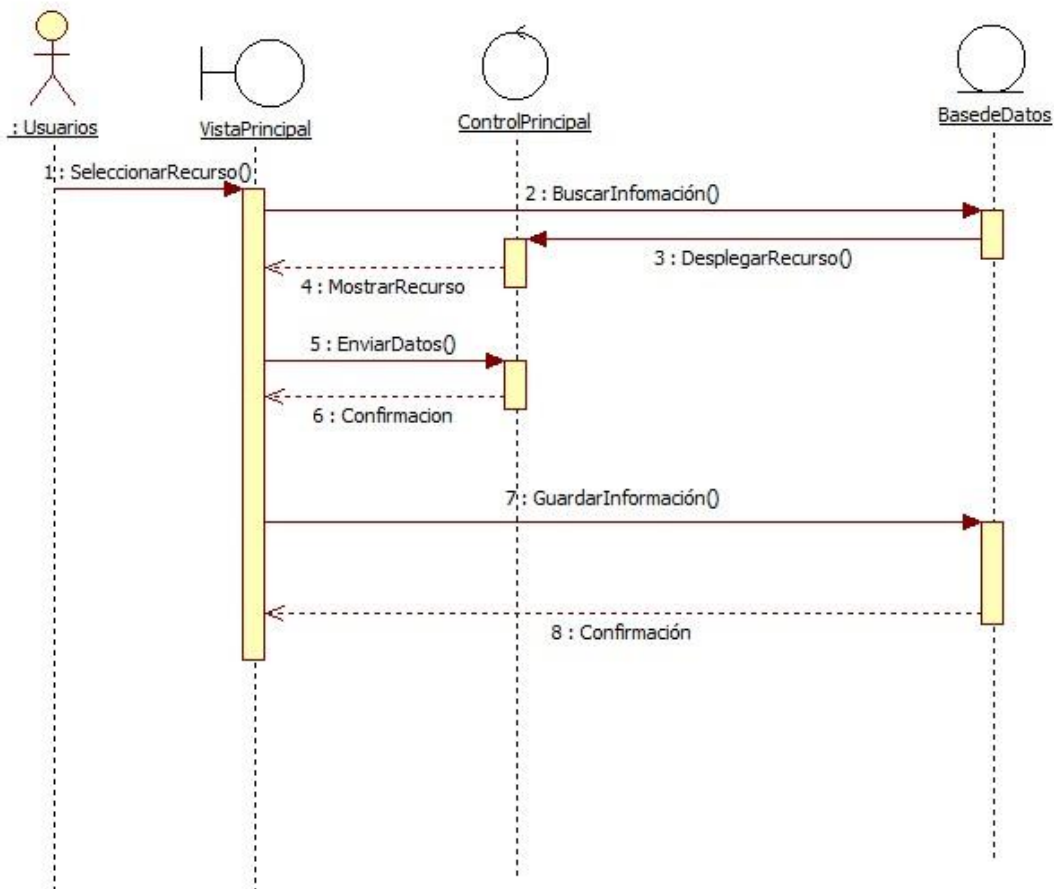 : Usuarios
VistaPrincipal
ControlPrincipal
BasedeDatos
1 : SeleccionarRecurso()
2 : BuscarInfomación()
3 : DesplegarRecurso()
4 : MostrarRecurso
5 : EnviarDatos()
6 : Confirmacion
7 : GuardarInformación()
8 : Confirmación